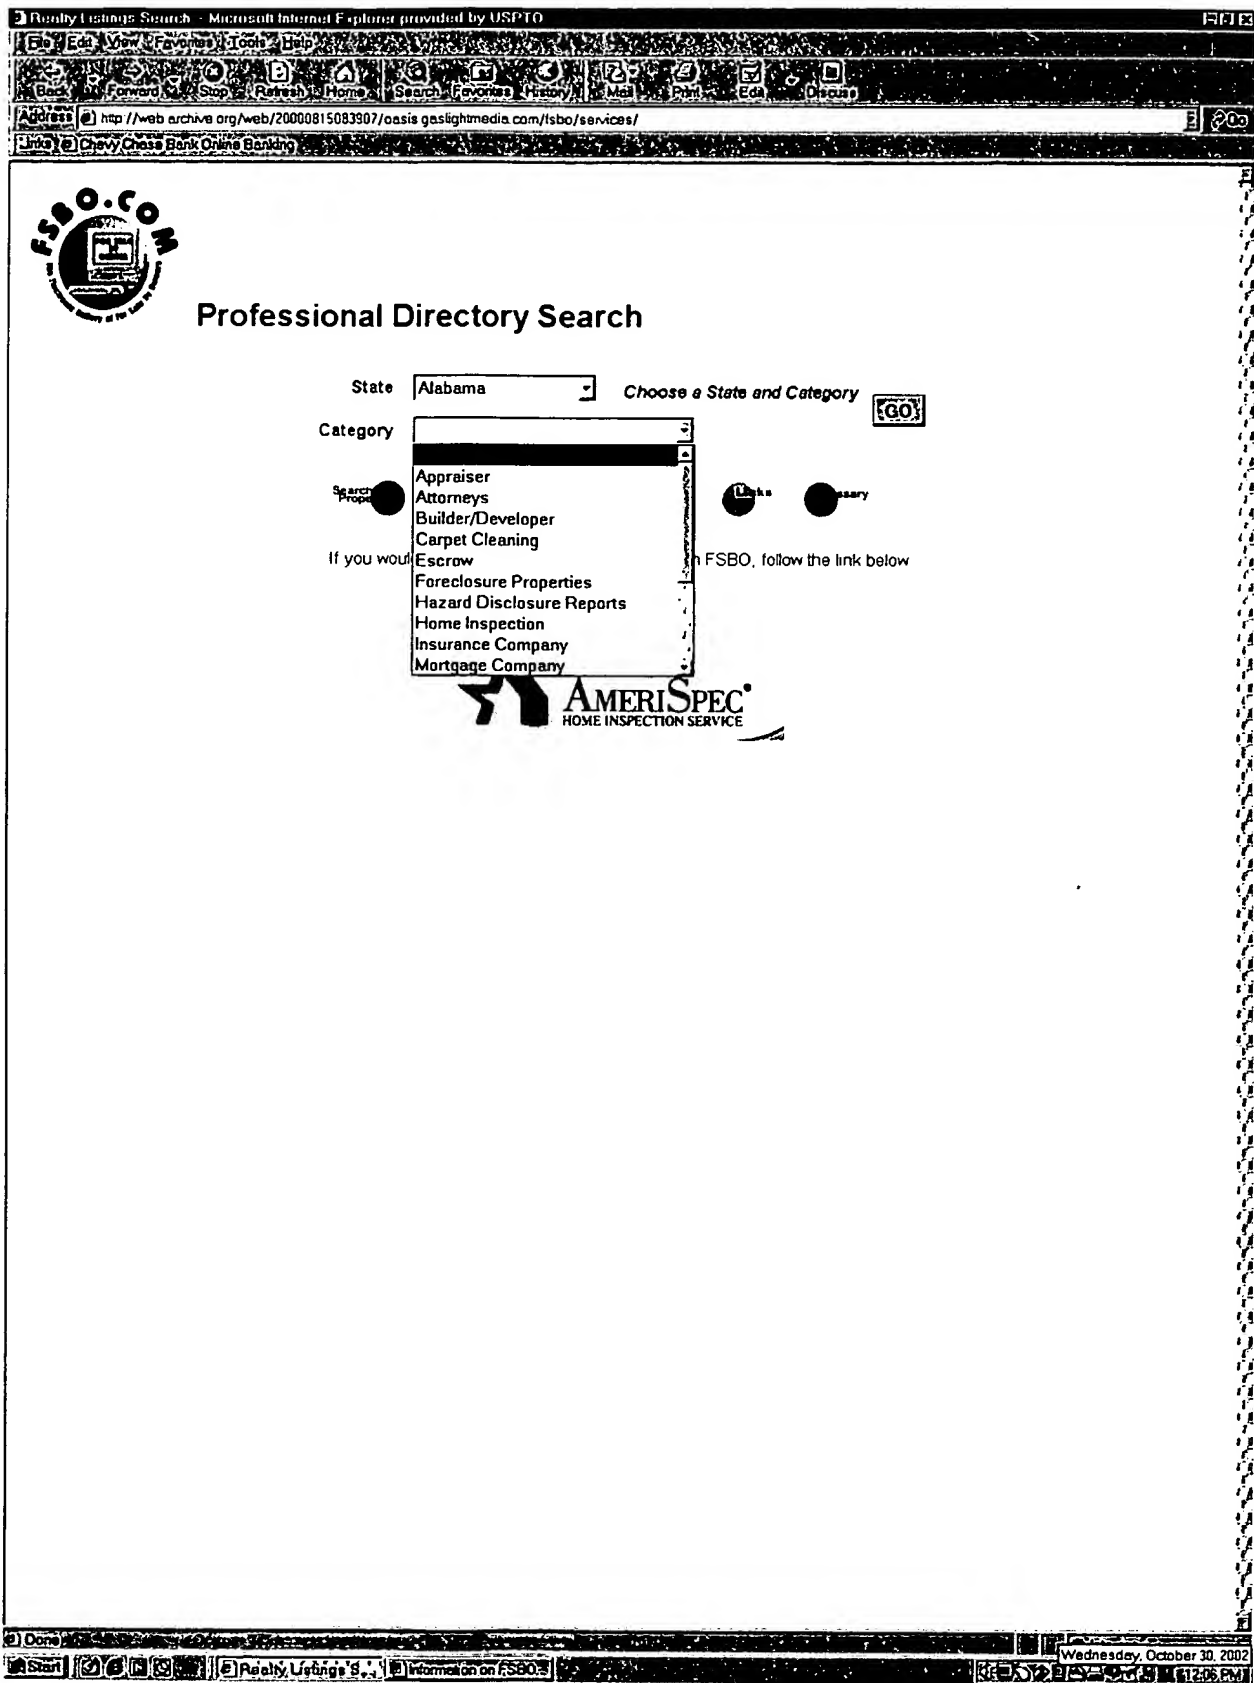 Realty Listings Search - Microsoft Internet Explorer provided by USPTO
File Edit View Favorites Tools Help
Back Forward Stop Refresh Home Search Favorites History Mail Print Edit Discuss
Address http://web archive org/web/20000815083907/oasis gaslightmedia.com/fsbo/services/ Go
Links Chevy Chase Bank Online Banking
FSBO.COM
Professional Directory Search
State Alabama Choose a State and Category GO
Category
Appraiser
Attorneys
Builder/Developer
Carpet Cleaning
Escrow
Foreclosure Properties
Hazard Disclosure Reports
Home Inspection
Insurance Company
Mortgage Company
Search
Prope
Links
ssary
If you woul
FSBO, follow the link below
AMERISPEC
HOME INSPECTION SERVICE
Done
Start Realty Listings S... Information on FSBO...
Wednesday, October 30, 2002
12:06 PM